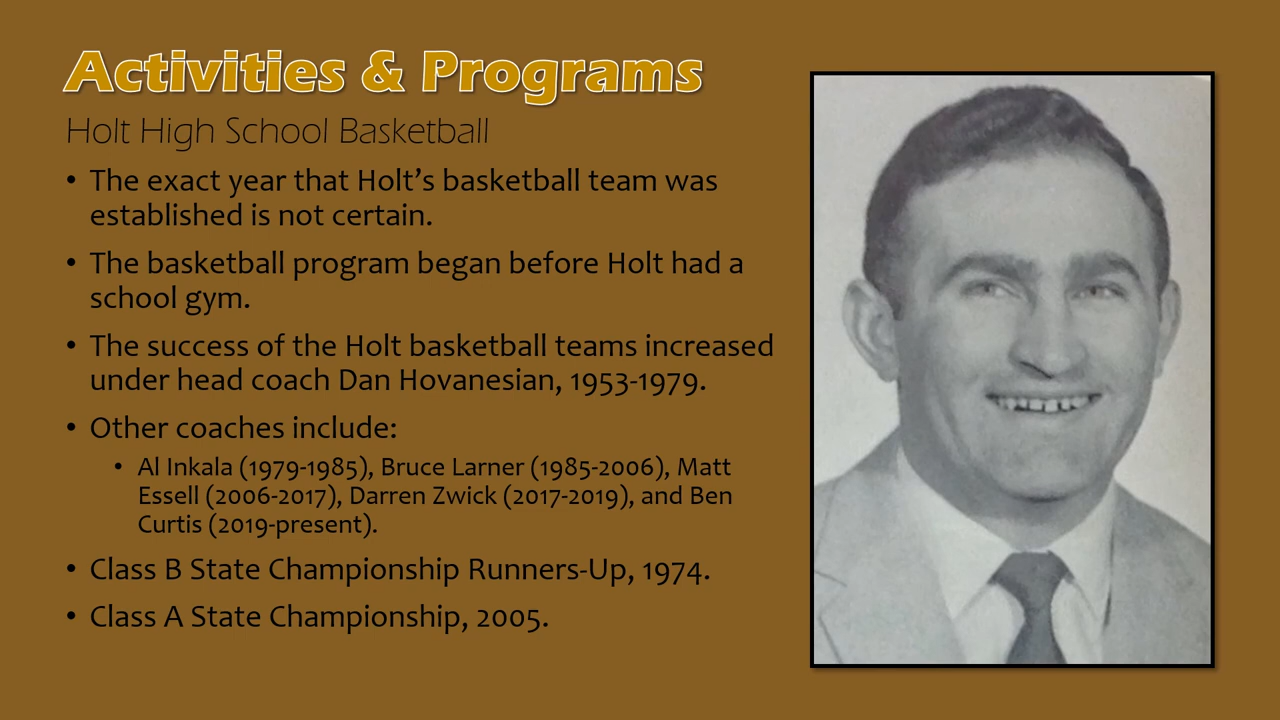 Activities & Programs
Holt High School Basketball
• The exact year that Holt’s basketball team was
established is not certain.
• The basketball program began before Holt had a
school gym.
• The success of the Holt basketball teams increased
under head coach Dan Hovanesian, 1953-1979.
• Other coaches include:
• Al Inkala (1979-1985), Bruce Larner (1985-2006), Matt
Essell (2006-2017), Darren Zwick (2017-2019), and Ben
Curtis (2019-present).
• Class B State Championship Runners-Up, 1974.
• Class A State Championship, 2005.